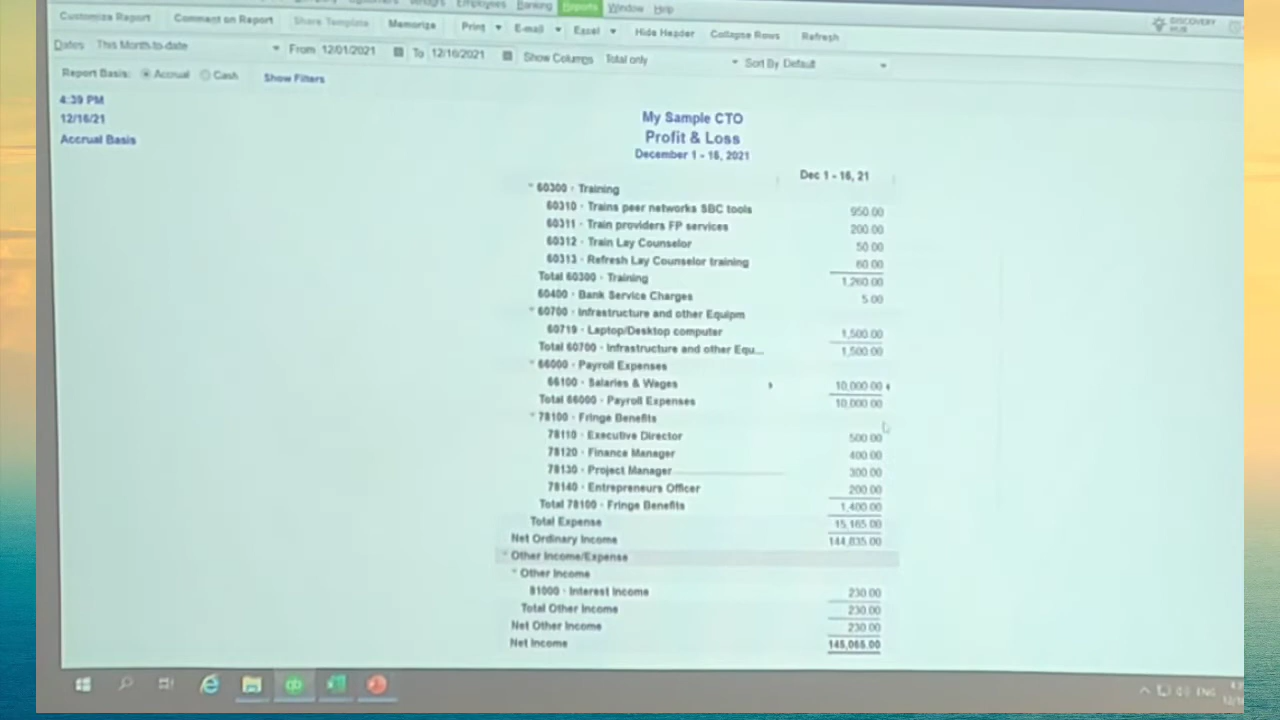 Employees Banking Reports Window Help
Customize Report Comment on Report Share Template Memorize Print E-mail Excel Hide Header Collapse Rows Refresh
DISCOVERY HUB
Dates This Month-to-date From 12/01/2021 To 12/16/2021 Show Columns Total only Sort By Default
Report Basis: Accrual Cash Show Filters
4:39 PM
12/16/21
Accrual Basis
My Sample CTO
Profit & Loss
December 1 - 16, 2021
Dec 1 - 16, 21
60300 · Training
60310 · Trains peer networks SBC tools 950.00
60311 · Train providers FP services 200.00
60312 · Train Lay Counselor 50.00
60313 · Refresh Lay Counselor training 60.00
Total 60300 · Training 1,260.00
60400 · Bank Service Charges 5.00
60700 · Infrastructure and other Equipm
60719 · Laptop/Desktop computer 1,500.00
Total 60700 · Infrastructure and other Equ... 1,500.00
66000 · Payroll Expenses
66100 · Salaries & Wages 10,000.00
Total 66000 · Payroll Expenses 10,000.00
78100 · Fringe Benefits
78110 · Executive Director 500.00
78120 · Finance Manager 400.00
78130 · Project Manager 300.00
78140 · Entrepreneurs Officer 200.00
Total 78100 · Fringe Benefits 1,400.00
Total Expense 15,165.00
Net Ordinary Income 144,835.00
Other Income/Expense
Other Income
81000 · Interest Income 230.00
Total Other Income 230.00
Net Other Income 230.00
Net Income 145,065.00
ENG